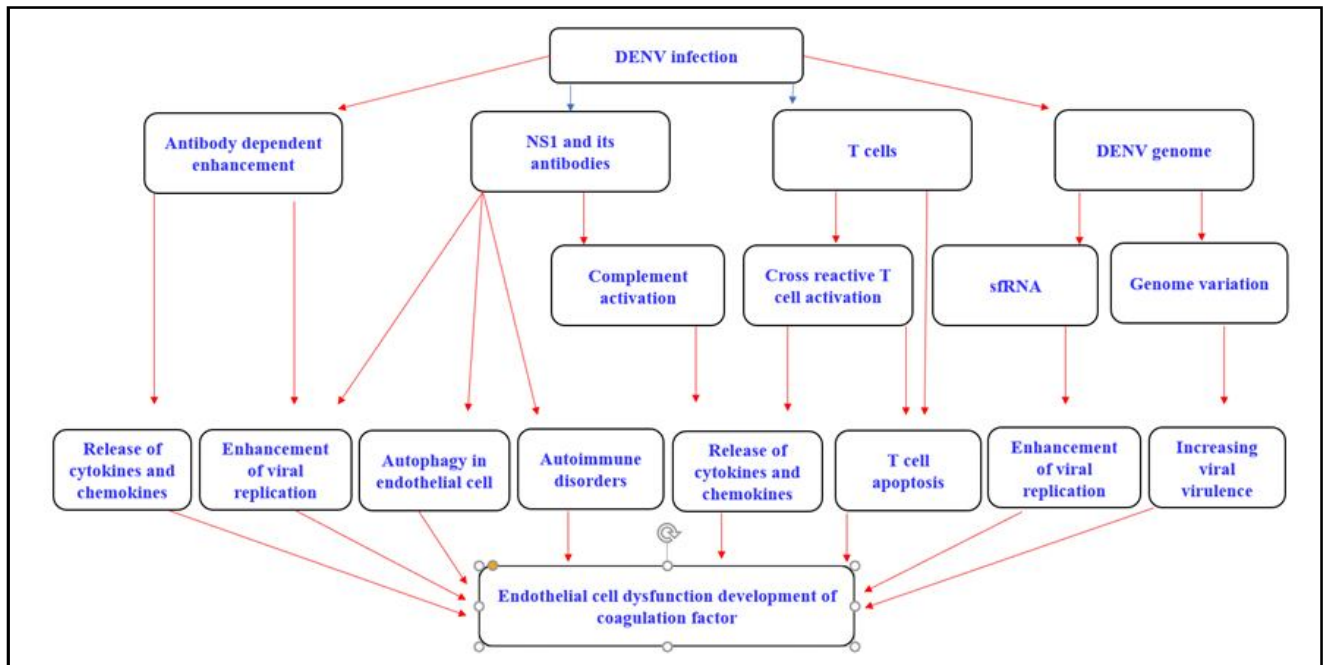 DENV infection
Antibody dependent
enhancement
NS1 and its
antibodies
T cells
DENV genome
Complement
activation
Cross reactive T
cell activation
sfRNA
Genome variation
Release of
cytokines and
chemokines
Enhancement
of viral
replication
Autophagy in
endothelial cell
Autoimmune
disorders
Release of
cytokines and
chemokines
T cell
apoptosis
Enhancement
of viral
replication
Increasing
viral
virulence
Endothelial cell dysfunction development of
coagulation factor